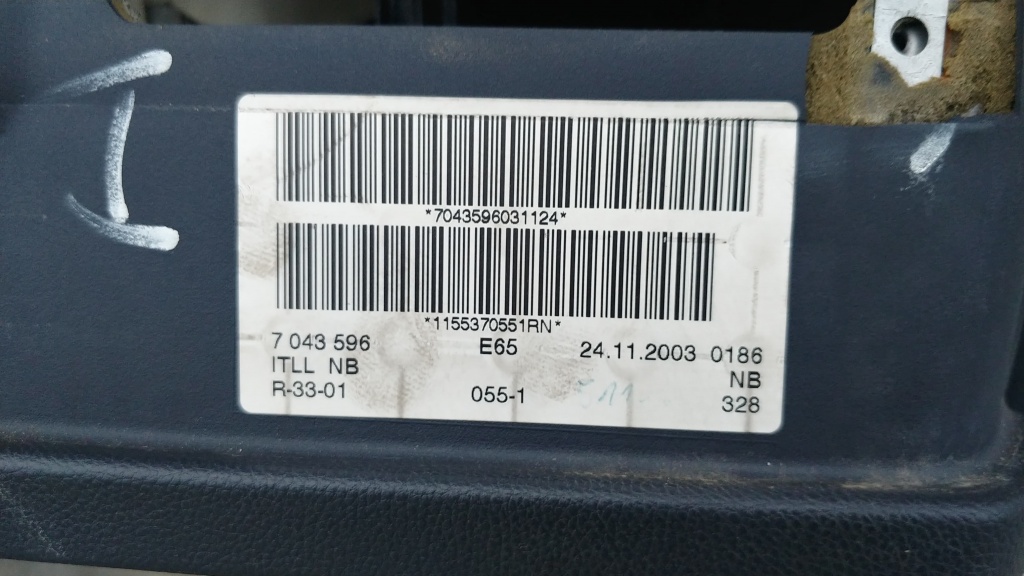 *7043596031124*
*1155370551RN*
7 043 596 E65 24.11.2003 0186
ITLL NB NB
R-33-01 055-1 328